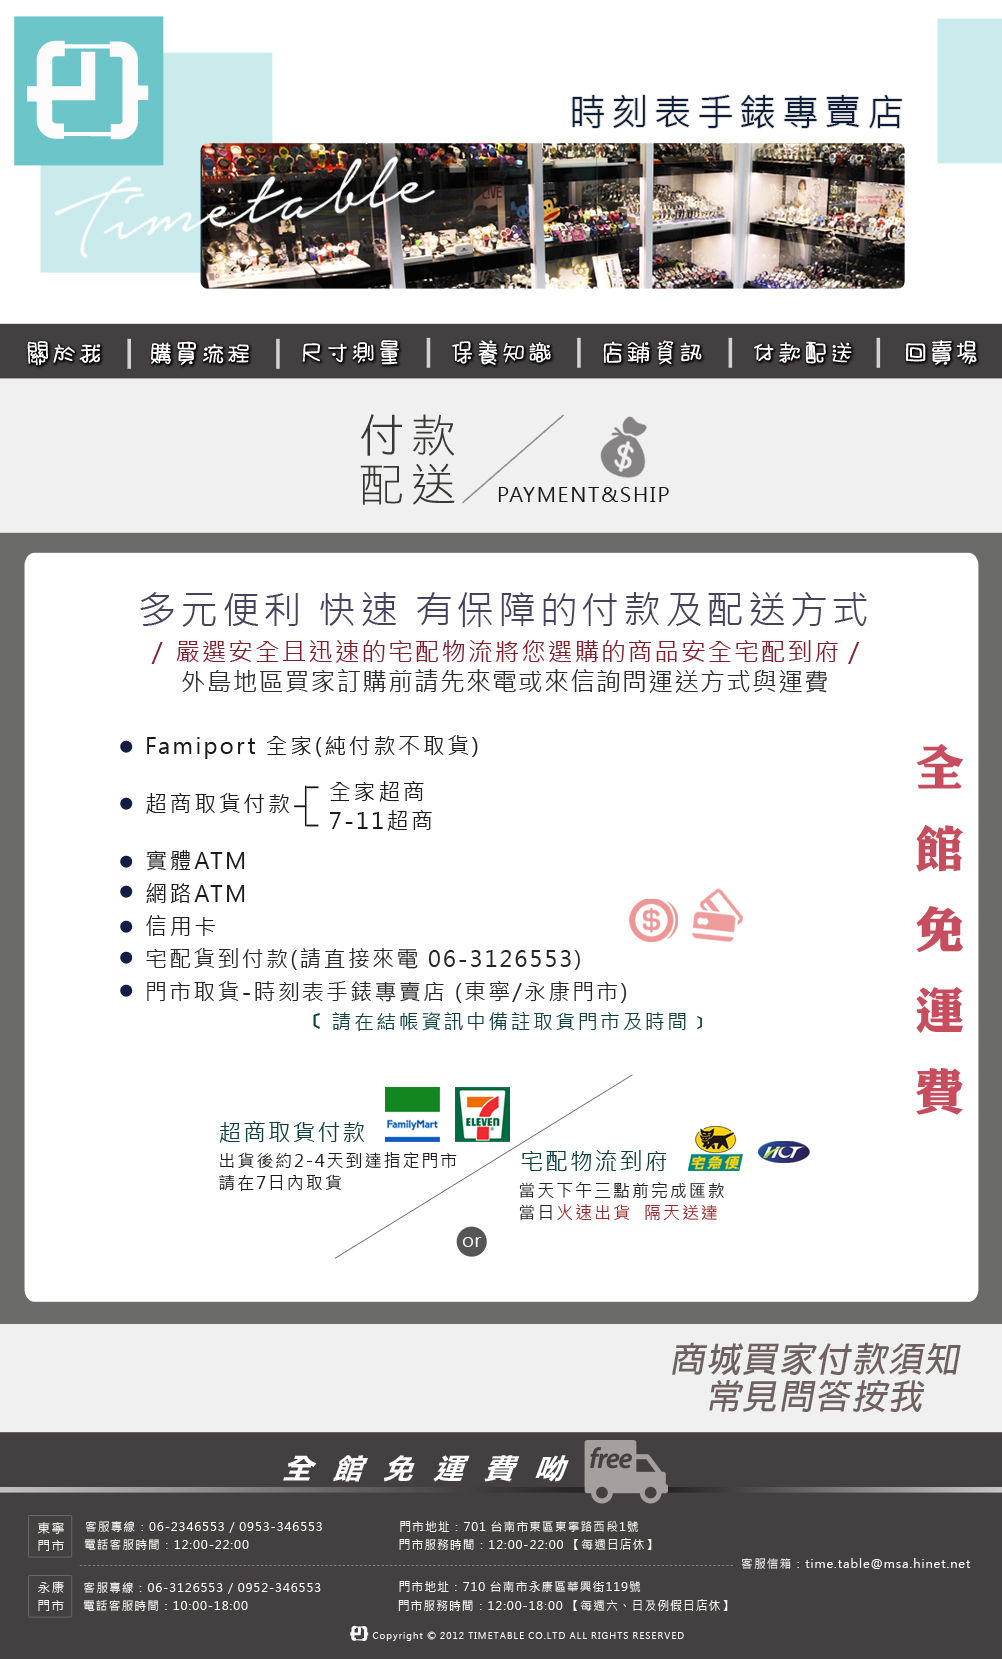 時刻表手錶專賣店
Timetable
關於我 | 購買流程 | 尺寸測量 | 保養知識 | 店鋪資訊 | 付款配送 | 回賣場
付款
配送
PAYMENT&SHIP
多元便利 快速 有保障的付款及配送方式
/ 嚴選安全且迅速的宅配物流將您選購的商品安全宅配到府 /
外島地區買家訂購前請先來電或來信詢問運送方式與運費
● Famiport 全家(純付款不取貨)
● 超商取貨付款
全家超商
7-11超商
● 實體ATM
● 網路ATM
● 信用卡
● 宅配貨到付款(請直接來電 06-3126553)
● 門市取貨-時刻表手錶專賣店 (東寧/永康門市)
〔 請在結帳資訊中備註取貨門市及時間 〕
全館免運費
超商取貨付款
FamilyMart
ELEVEN
出貨後約2-4天到達指定門市
請在7日內取貨
or
宅配物流到府
宅急便
HCT
當天下午三點前完成匯款
當日火速出貨 隔天送達
商城買家付款須知
常見問答按我
全館免運費呦
free
東寧
門市
客服專線：06-2346553 / 0953-346553
電話客服時間：12:00-22:00
門市地址：701 台南市東區東寧路西段1號
門市服務時間：12:00-22:00 【每週日店休】
客服信箱：time.table@msa.hinet.net
永康
門市
客服專線：06-3126553 / 0952-346553
電話客服時間：10:00-18:00
門市地址：710 台南市永康區華興街119號
門市服務時間：12:00-18:00 【每週六、日及例假日店休】
Copyright © 2012 TIMETABLE CO.LTD ALL RIGHTS RESERVED